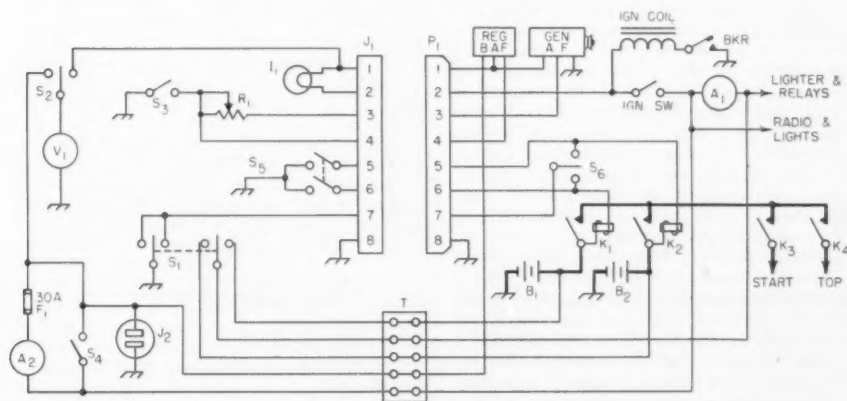 J1
P1
REG
B A F
GEN
A F
IGN COIL
BKR
I1
S2
S3
R1
1
2
3
4
5
6
7
8
1
2
3
4
5
6
7
8
IGN SW
A1
LIGHTER &
RELAYS
RADIO &
LIGHTS
V1
S5
S6
S1
K1
K2
K3
K4
B1
B2
START
TOP
30A
F1
A2
S4
J2
T